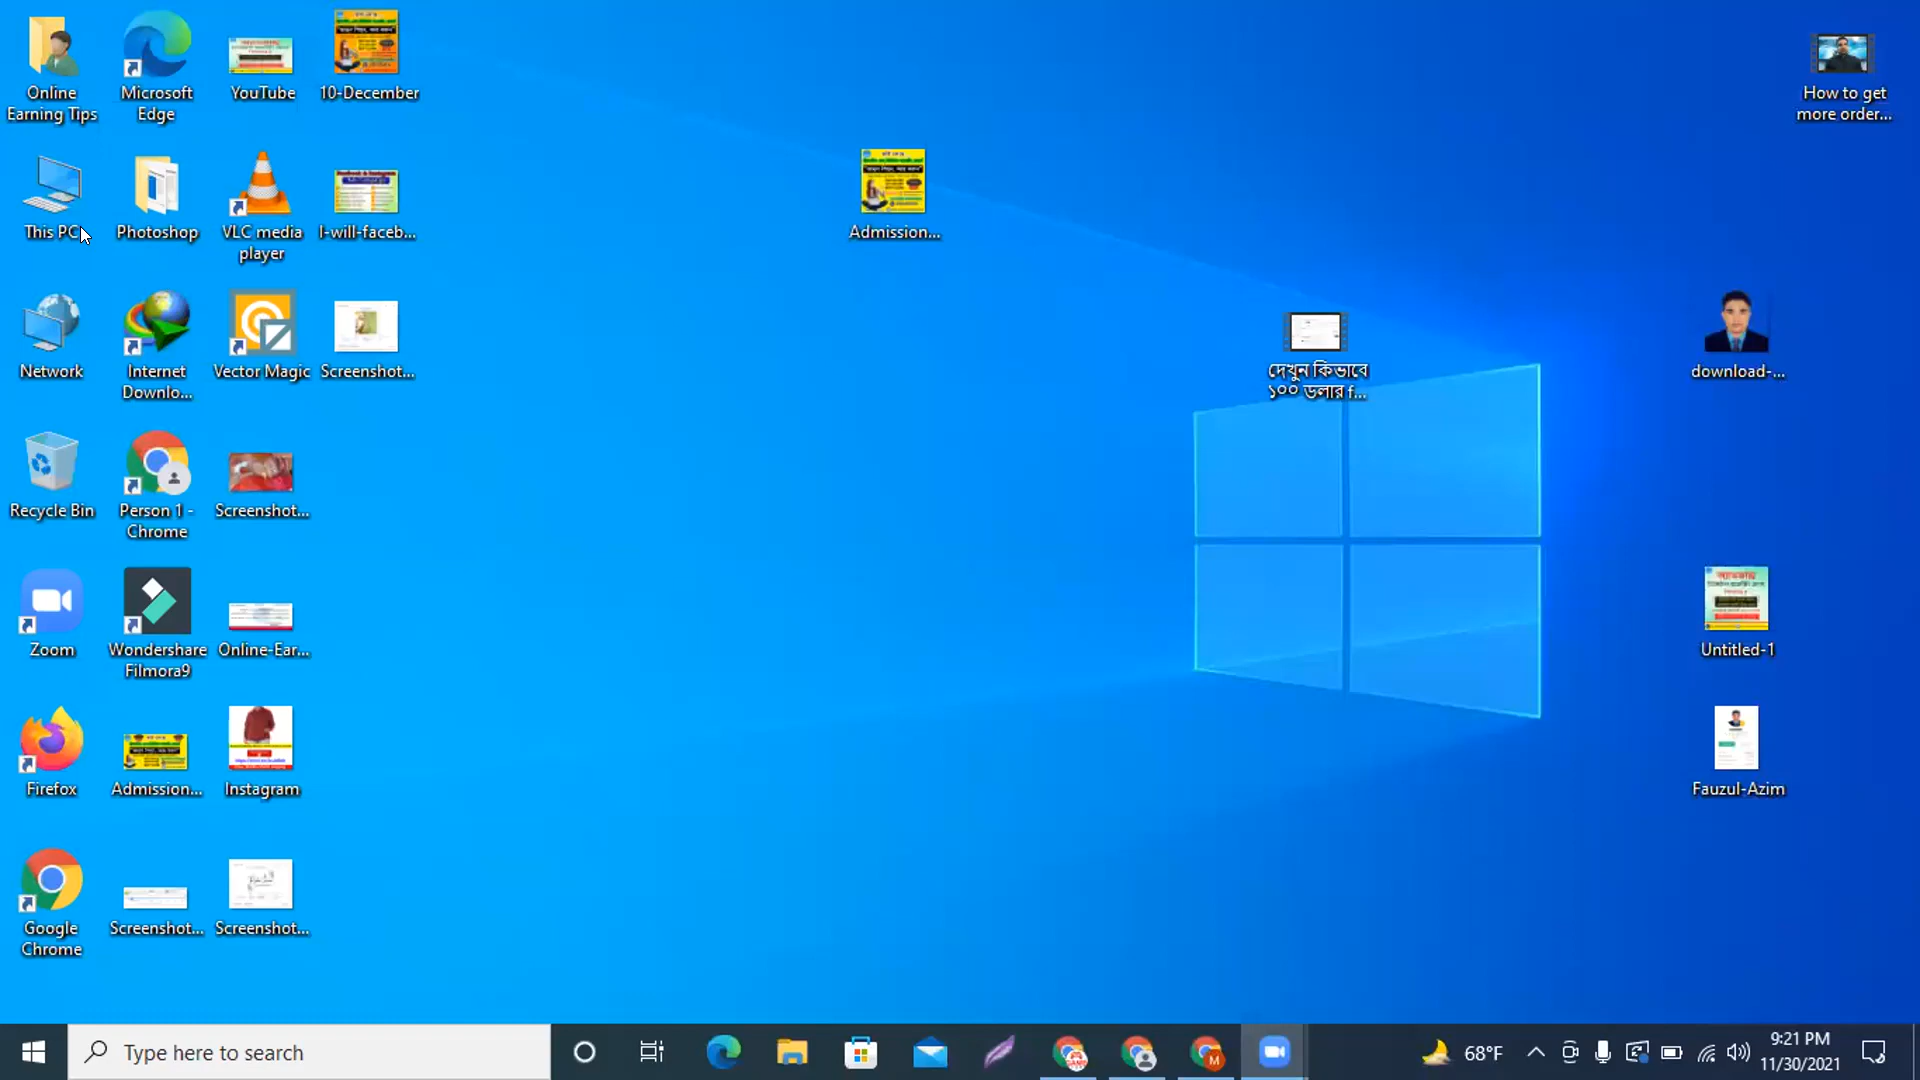 Online
Earning Tips
Microsoft
Edge
YouTube
10-December
How to get
more order...
This PC
Photoshop
VLC media
player
I-will-faceb...
Admission...
Network
Internet
Downlo...
Vector Magic
Screenshot...
দেখুন কিভাবে
১০০ ডলার f...
download-...
Recycle Bin
Person 1 -
Chrome
Screenshot...
Zoom
Wondershare
Filmora9
Online-Ear...
Untitled-1
Firefox
Admission...
Instagram
Fauzul-Azim
Google
Chrome
Screenshot...
Screenshot...
Type here to search
M
68°F
9:21 PM
11/30/2021